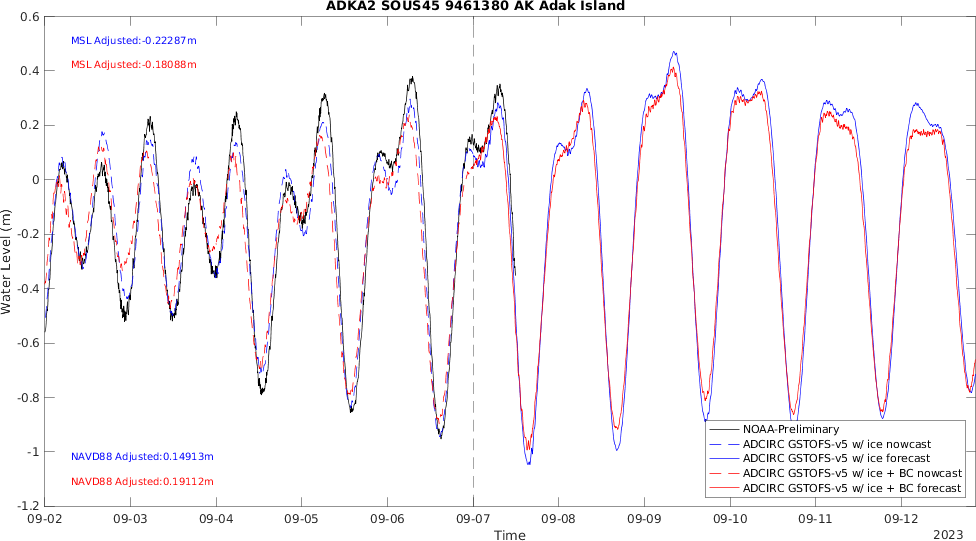 ADKA2 SOUS45 9461380 AK Adak Island
0.6
MSL Adjusted:-0.22287m
MSL Adjusted:-0.18088m
0.4
0.2
0
-0.2
-0.4
-0.6
-0.8
-1
-1.2
Water Level (m)
NAVD88 Adjusted:0.14913m
NAVD88 Adjusted:0.19112m
NOAA-Preliminary
ADCIRC GSTOFS-v5 w/ ice nowcast
ADCIRC GSTOFS-v5 w/ ice forecast
ADCIRC GSTOFS-v5 w/ ice + BC nowcast
ADCIRC GSTOFS-v5 w/ ice + BC forecast
09-02 09-03 09-04 09-05 09-06 09-07 09-08 09-09 09-10 09-11 09-12
Time
2023